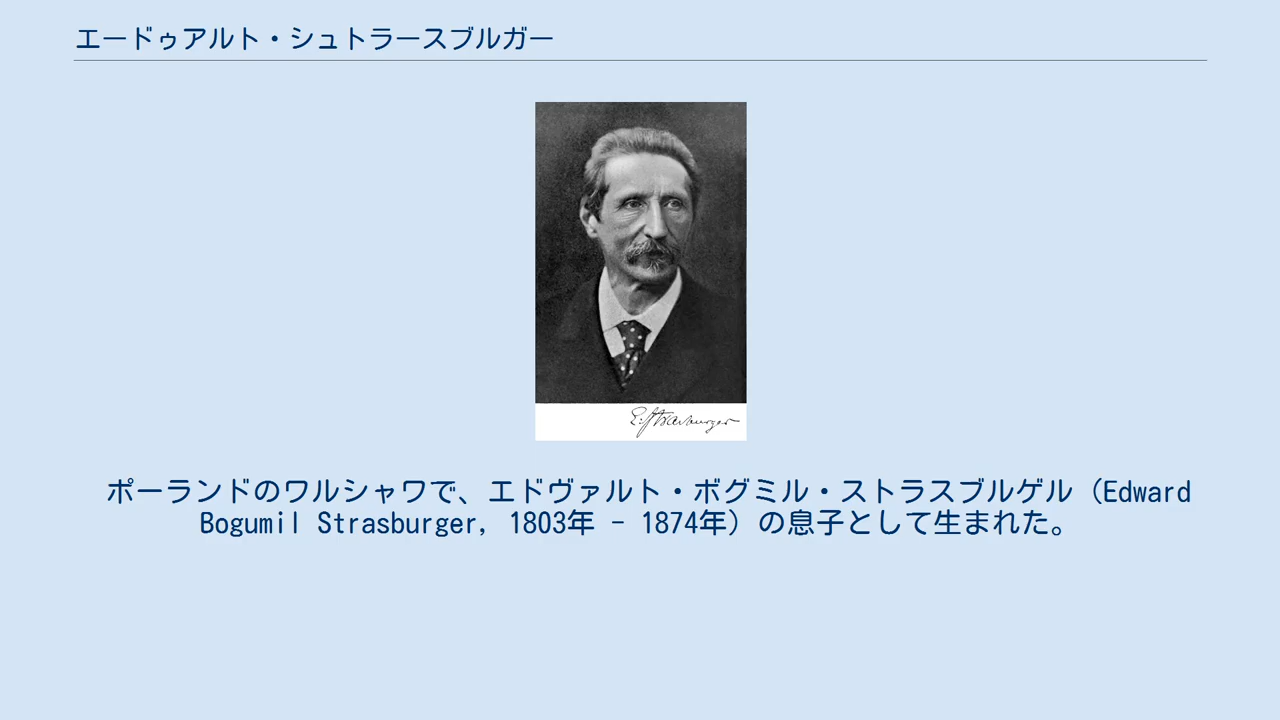 エードゥアルト・シュトラースブルガー
E. Strasburger
ポーランドのワルシャワで、エドヴァルト・ボグミル・ストラスブルゲル（Edward
Bogumil Strasburger, 1803年 - 1874年）の息子として生まれた。